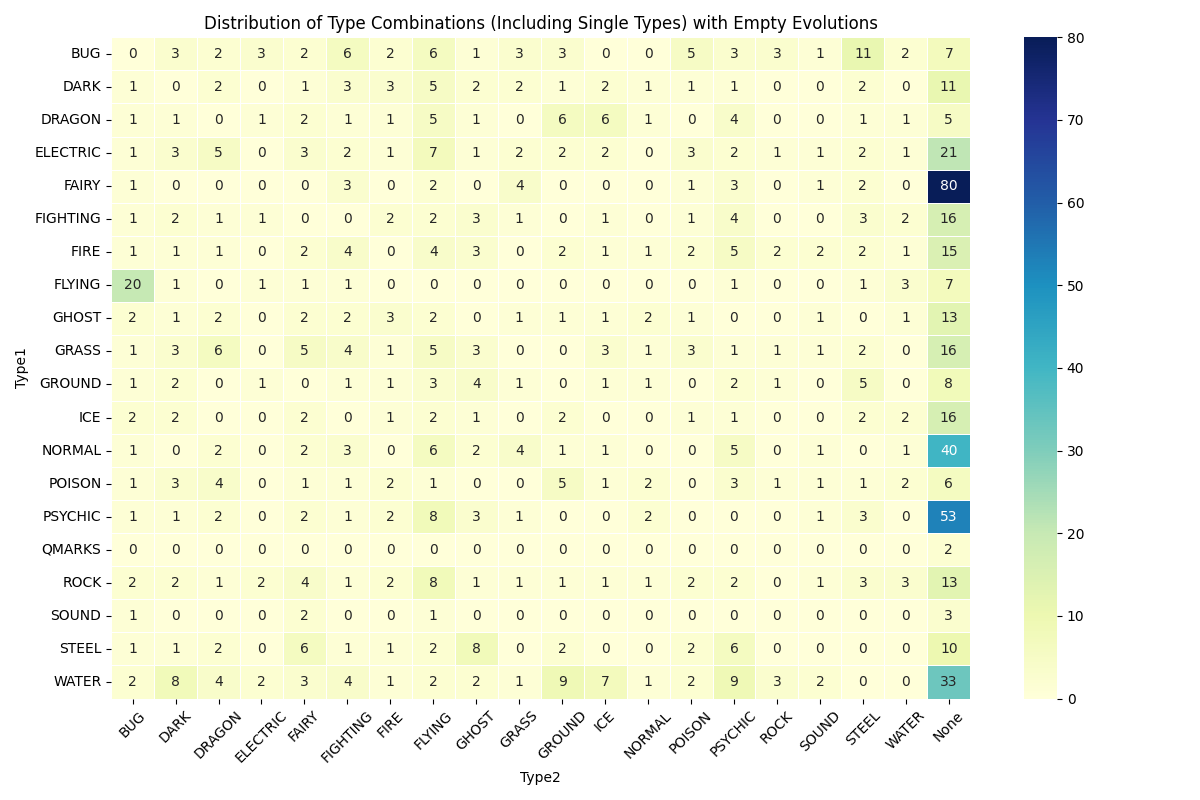 Distribution of Type Combinations (Including Single Types) with Empty Evolutions
BUG 0 3 2 3 2 6 2 6 1 3 3 0 0 5 3 3 1 11 2 7
DARK 1 0 2 0 1 3 3 5 2 2 1 2 1 1 1 0 0 2 0 11
DRAGON 1 1 0 1 2 1 1 5 1 0 6 6 1 0 4 0 0 1 1 5
ELECTRIC 1 3 5 0 3 2 1 7 1 2 2 2 0 3 2 1 1 2 1 21
FAIRY 1 0 0 0 0 3 0 2 0 4 0 0 0 1 3 0 1 2 0 80
FIGHTING 1 2 1 1 0 0 2 2 3 1 0 1 0 1 4 0 0 3 2 16
FIRE 1 1 1 0 2 4 0 4 3 0 2 1 1 2 5 2 2 2 1 15
FLYING 20 1 0 1 1 1 0 0 0 0 0 0 0 0 1 0 0 1 3 7
GHOST 2 1 2 0 2 2 3 2 0 1 1 1 2 1 0 0 1 0 1 13
GRASS 1 3 6 0 5 4 1 5 3 0 0 3 1 3 1 1 1 2 0 16
GROUND 1 2 0 1 0 1 1 3 4 1 0 1 1 0 2 1 0 5 0 8
ICE 2 2 0 0 2 0 1 2 1 0 2 0 0 1 1 0 0 2 2 16
NORMAL 1 0 2 0 2 3 0 6 2 4 1 1 0 0 5 0 1 0 1 40
POISON 1 3 4 0 1 1 2 1 0 0 5 1 2 0 3 1 1 1 2 6
PSYCHIC 1 1 2 0 2 1 2 8 3 1 0 0 2 0 0 0 1 3 0 53
QMARKS 0 0 0 0 0 0 0 0 0 0 0 0 0 0 0 0 0 0 0 2
ROCK 2 2 1 2 4 1 2 8 1 1 1 1 1 2 2 0 1 3 3 13
SOUND 1 0 0 0 2 0 0 1 0 0 0 0 0 0 0 0 0 0 0 3
STEEL 1 1 2 0 6 1 1 2 8 0 2 0 0 2 6 0 0 0 0 10
WATER 2 8 4 2 3 4 1 2 2 1 9 7 1 2 9 3 2 0 0 33
BUG DARK DRAGON ELECTRIC FAIRY FIGHTING FIRE FLYING GHOST GRASS GROUND ICE NORMAL POISON PSYCHIC ROCK SOUND STEEL WATER None
Type2
Type1
80
70
60
50
40
30
20
10
0